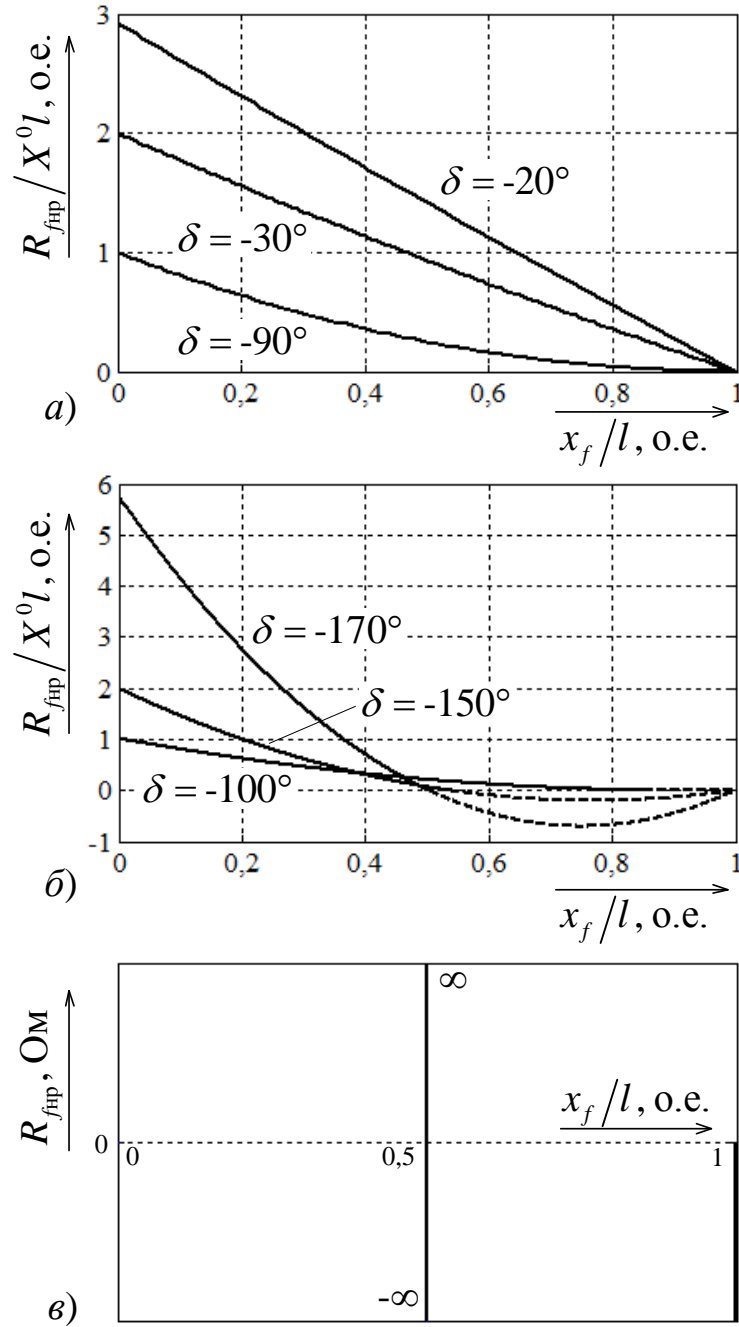 R_fнр/X⁰l, о.е.
3
2
1
0
δ = -20°
δ = -30°
δ = -90°
0 0,2 0,4 0,6 0,8 1
а)
x_f/l, о.е.
R_fнр/X⁰l, о.е.
6
5
4
3
2
1
0
-1
δ = -170°
δ = -150°
δ = -100°
0 0,2 0,4 0,6 0,8 1
б)
x_f/l, о.е.
R_fнр, Ом
∞
x_f/l, о.е.
0
0 0,5 1
-∞
в)